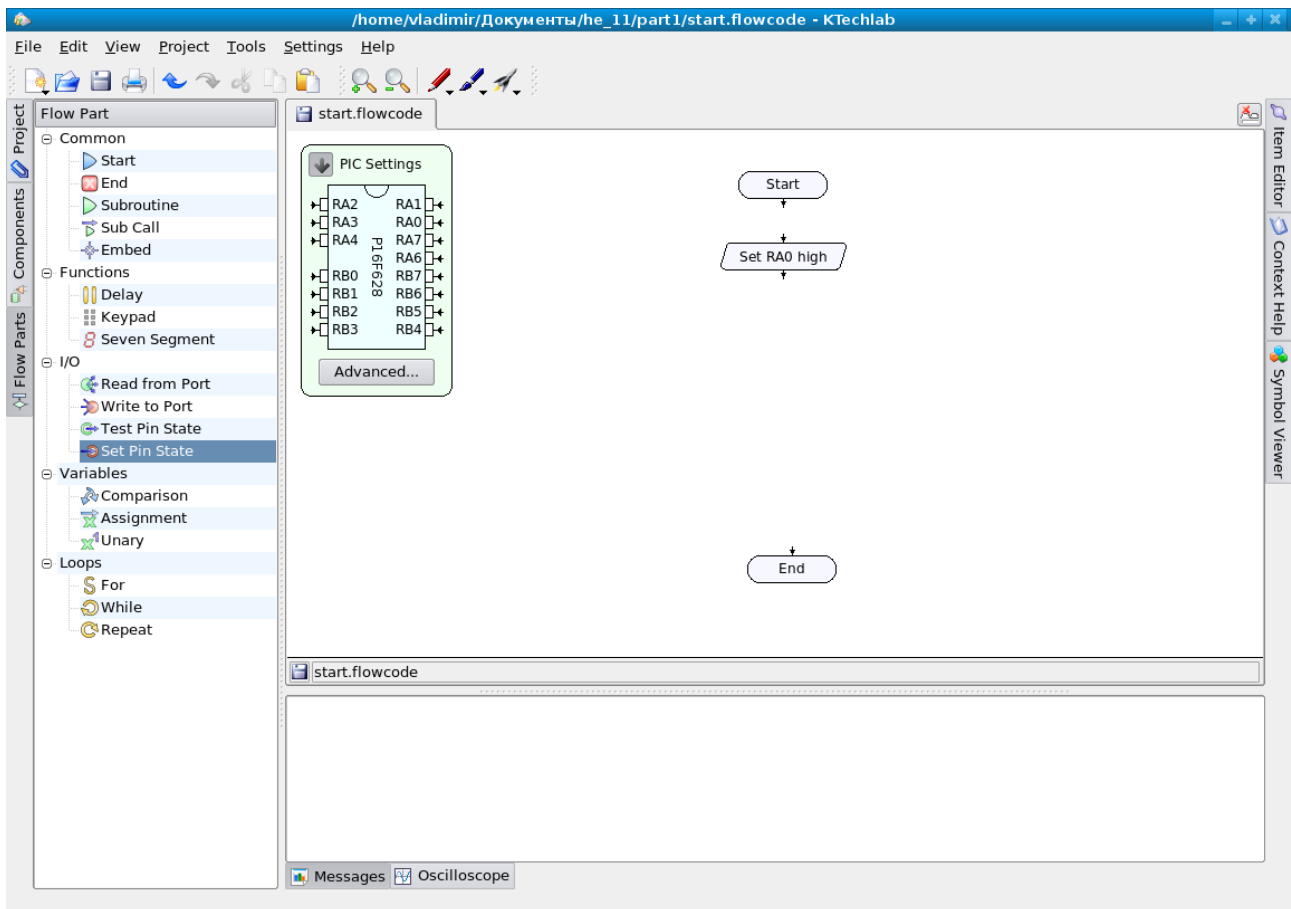 /home/vladimir/Документы/he_11/part1/start.flowcode - KTechlab
File Edit View Project Tools Settings Help
Project
Components
Flow Parts
Flow Part
Common
Start
End
Subroutine
Sub Call
Embed
Functions
Delay
Keypad
Seven Segment
I/O
Read from Port
Write to Port
Test Pin State
Set Pin State
Variables
Comparison
Assignment
Unary
Loops
For
While
Repeat
start.flowcode
PIC Settings
RA2 RA1
RA3 RA0
RA4 RA7
RA6
RB0 RB7
RB1 RB6
RB2 RB5
RB3 RB4
P16F628
Advanced...
Start
Set RA0 high
End
start.flowcode
Messages Oscilloscope
Item Editor
Context Help
Symbol Viewer